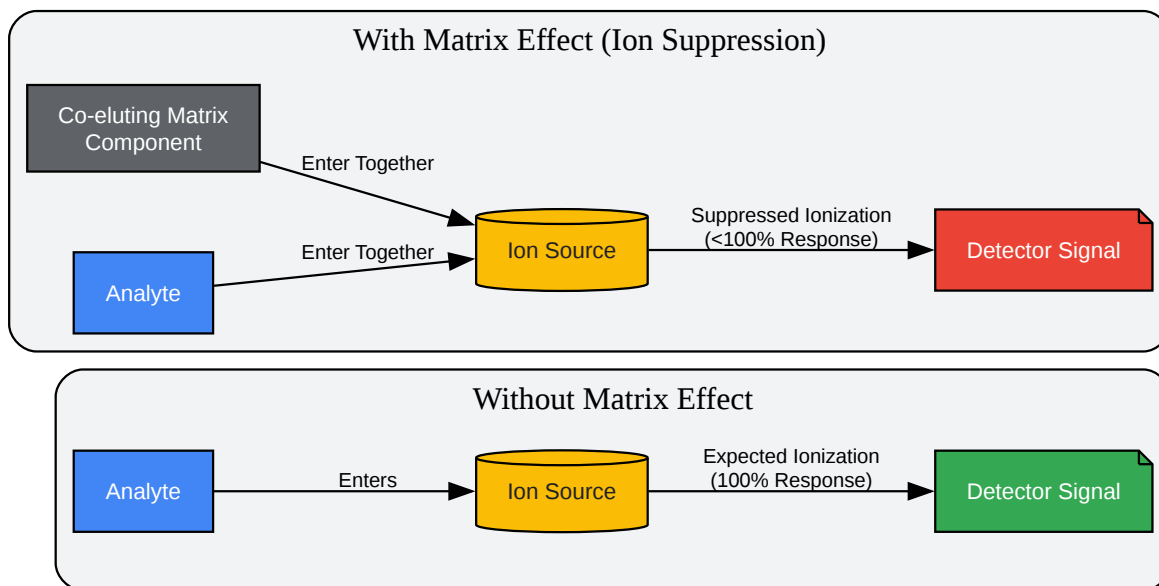 With Matrix Effect (Ion Suppression)
Co-eluting Matrix
Component
Enter Together
Analyte
Enter Together
Ion Source
Suppressed Ionization
(<100% Response)
Detector Signal
Without Matrix Effect
Analyte
Enters
Ion Source
Expected Ionization
(100% Response)
Detector Signal